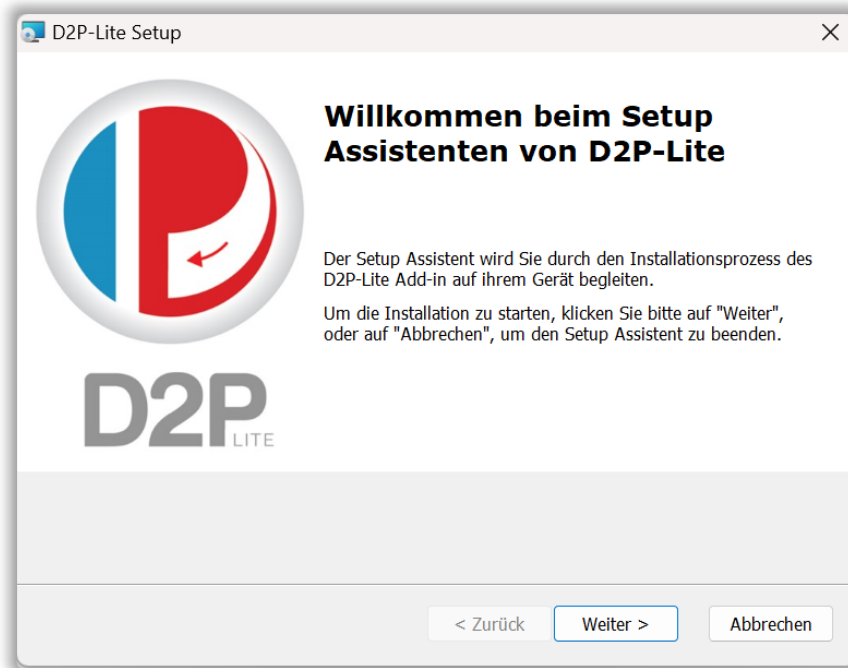 D2P-Lite Setup
Willkommen beim Setup
Assistenten von D2P-Lite
Der Setup Assistent wird Sie durch den Installationsprozess des
D2P-Lite Add-in auf ihrem Gerät begleiten.
Um die Installation zu starten, klicken Sie bitte auf "Weiter",
oder auf "Abbrechen", um den Setup Assistent zu beenden.
D2P
LITE
< Zurück
Weiter >
Abbrechen